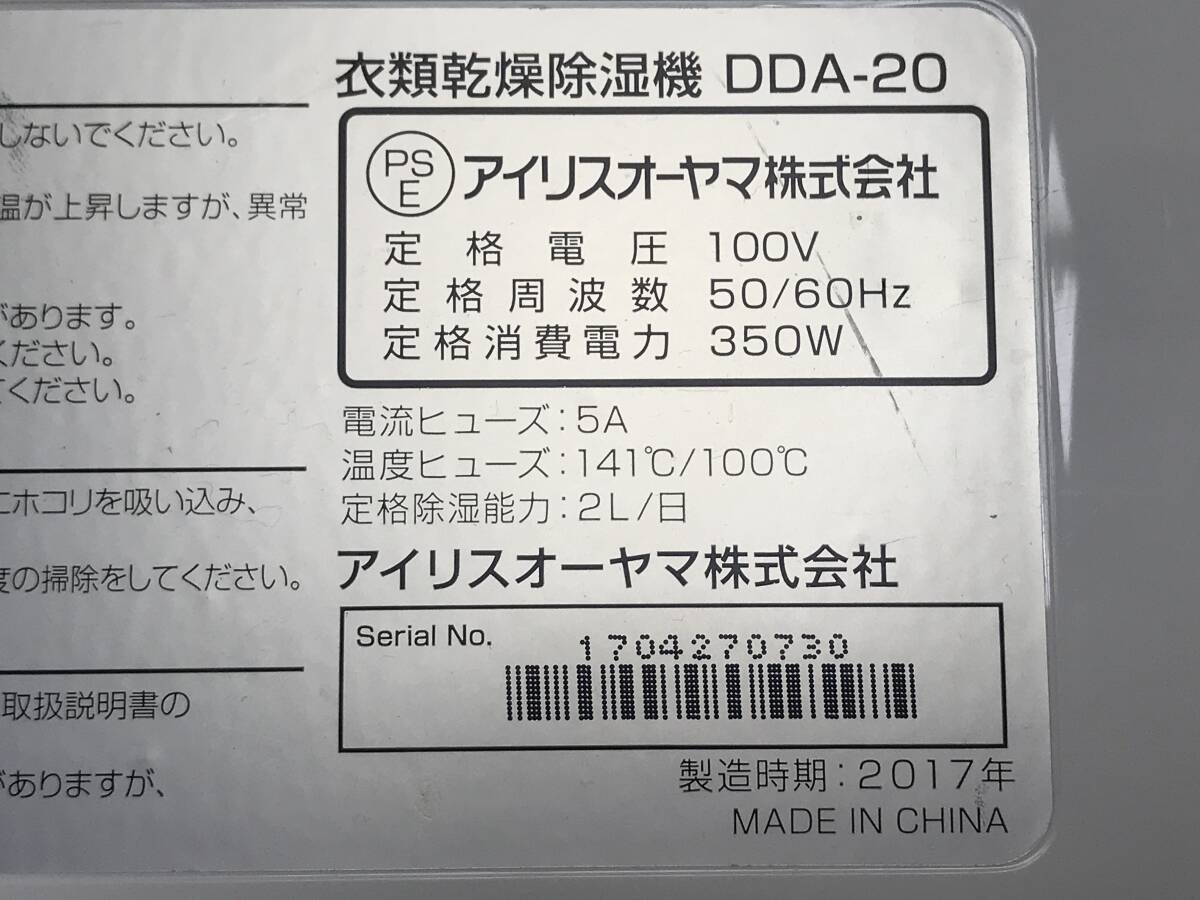 しないでください。
温が上昇しますが、異常
があります。
ください。
てください。
ホコリを吸い込み、
度の掃除をしてください。
取扱説明書の
がありますが、
衣類乾燥除湿機 DDA-20
PSE アイリスオーヤマ株式会社
定格電圧 100V
定格周波数 50/60Hz
定格消費電力 350W
電流ヒューズ：5A
温度ヒューズ：141℃/100℃
定格除湿能力：2L/日
アイリスオーヤマ株式会社
Serial No. 1704270730
製造時期：2017年
MADE IN CHINA